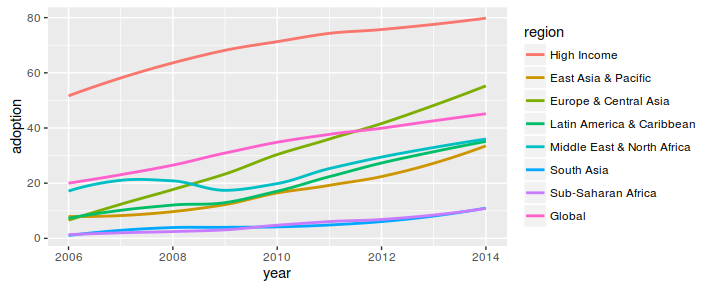 80
60
40
20
0
adoption
2006 2008 2010 2012 2014
year
region
High Income
East Asia & Pacific
Europe & Central Asia
Latin America & Caribbean
Middle East & North Africa
South Asia
Sub-Saharan Africa
Global